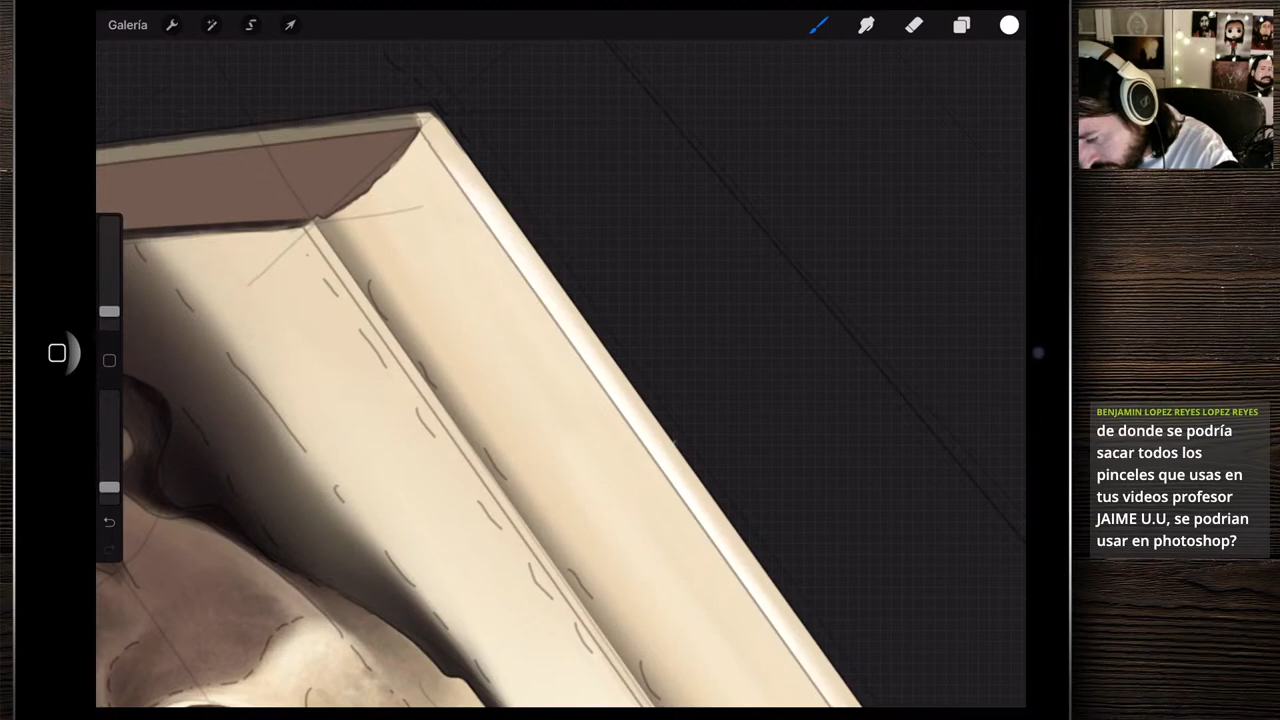 Galería
BENJAMIN LOPEZ REYES LOPEZ REYES
de donde se podría
sacar todos los
pinceles que usas en
tus videos profesor
JAIME U.U, se podrian
usar en photoshop?